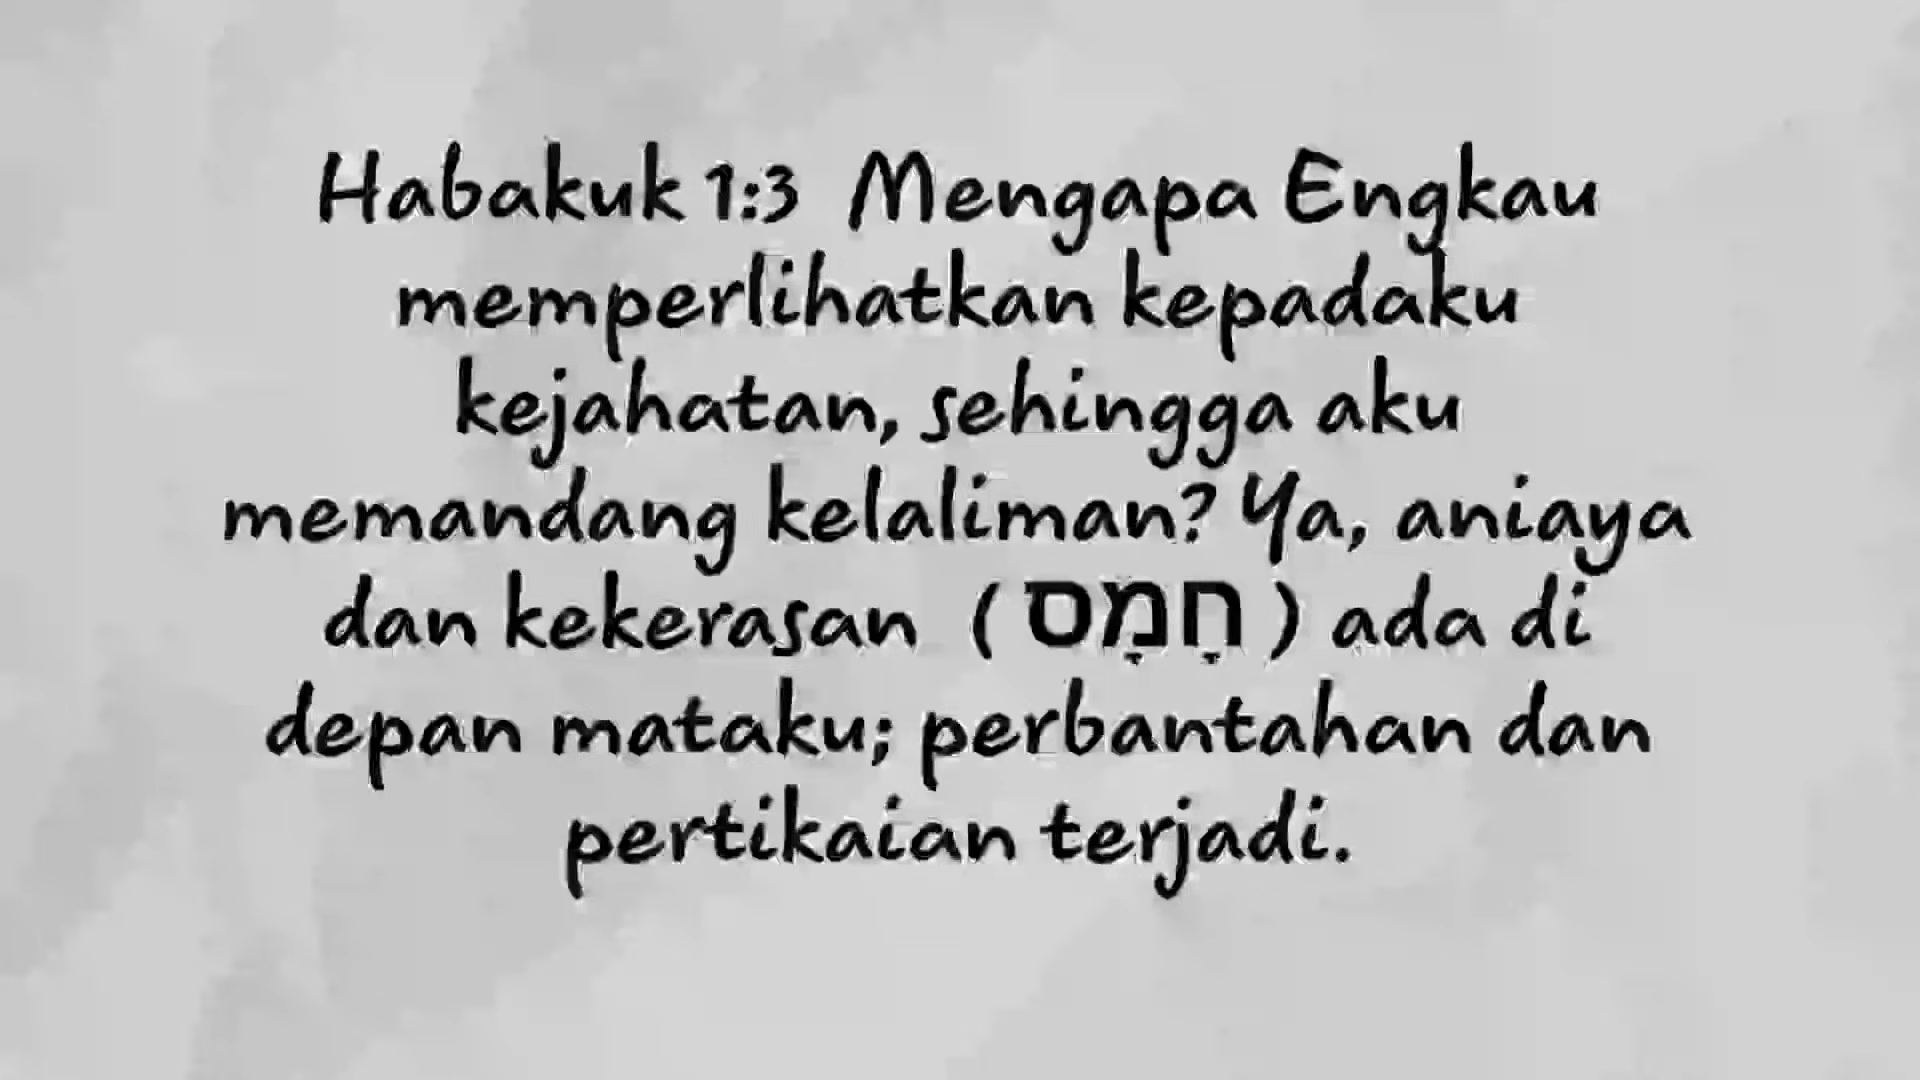 Habakuk 1:3 Mengapa Engkau
memperlihatkan kepadaku
kejahatan, sehingga aku
memandang kelaliman? Ya, aniaya
dan kekerasan ( חָמָס ) ada di
depan mataku; perbantahan dan
pertikaian terjadi.